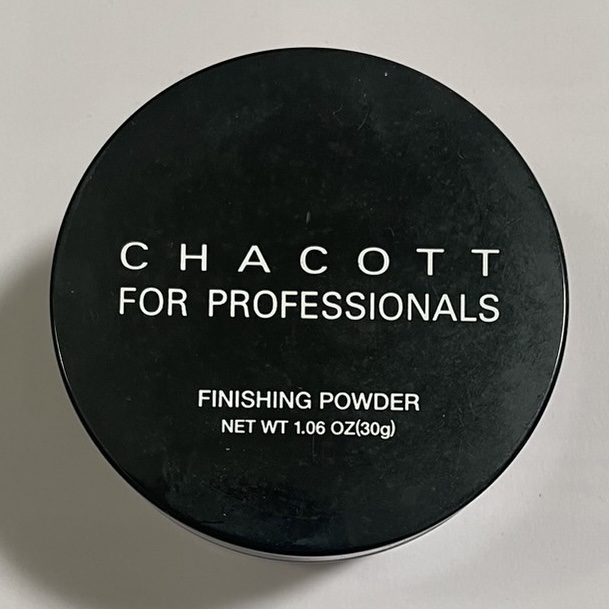 CHACOTT
FOR PROFESSIONALS
FINISHING POWDER
NET WT 1.06 OZ(30g)